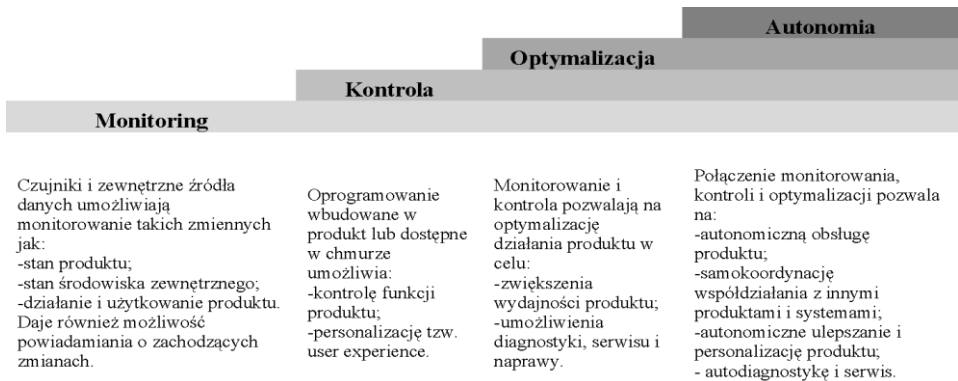 Autonomia
Optymalizacja
Kontrola
Monitoring
Czujniki i zewnętrzne źródła
danych umożliwiają
monitorowanie takich zmiennych
jak:
-stan produktu;
-stan środowiska zewnętrznego;
-działanie i użytkowanie produktu.
Daje również możliwość
powiadamiania o zachodzących
zmianach.
Oprogramowanie
wbudowane w
produkt lub dostępne
w chmurze
umożliwia:
-kontrolę funkcji
produktu;
-personalizację tzw.
user experience.
Monitorowanie i
kontrola pozwalają na
optymalizację
działania produktu w
celu:
-zwiększenia
wydajności produktu;
-umożliwienia
diagnostyki, serwisu i
naprawy.
Połączenie monitorowania,
kontroli i optymalizacji pozwala
na:
-autonomiczną obsługę
produktu;
-samokoordynację
współdziałania z innymi
produktami i systemami;
-autonomiczne ulepszanie i
personalizację produktu;
- autodiagnostykę i serwis.